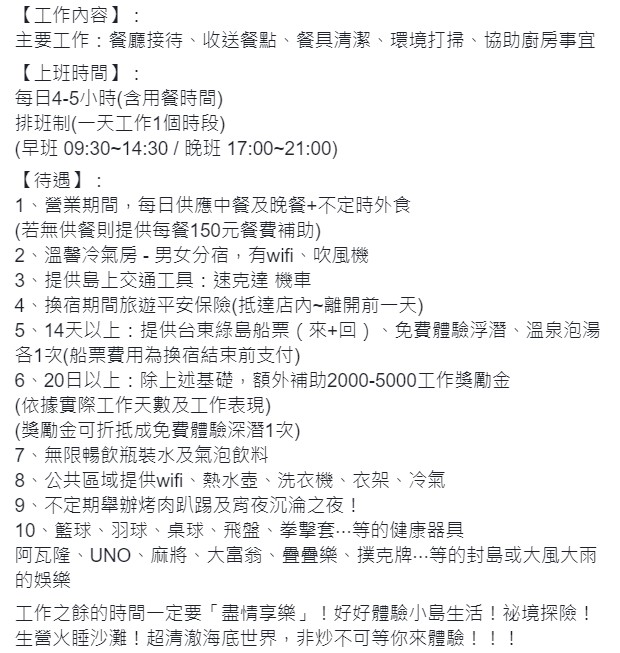 【工作內容】：
主要工作：餐廳接待、收送餐點、餐具清潔、環境打掃、協助廚房事宜
【上班時間】：
每日4-5小時(含用餐時間)
排班制(一天工作1個時段)
(早班 09:30~14:30 / 晚班 17:00~21:00)
【待遇】：
1、營業期間，每日供應中餐及晚餐+不定時外食
(若無供餐則提供每餐150元餐費補助)
2、溫馨冷氣房 - 男女分宿，有wifi、吹風機
3、提供島上交通工具：速克達 機車
4、換宿期間旅遊平安保險(抵達店內~離開前一天)
5、14天以上：提供台東綠島船票（來+回）、免費體驗浮潛、溫泉泡湯
各1次(船票費用為換宿結束前支付)
6、20日以上：除上述基礎，額外補助2000-5000工作獎勵金
(依據實際工作天數及工作表現)
(獎勵金可折抵成免費體驗深潛1次)
7、無限暢飲瓶裝水及氣泡飲料
8、公共區域提供wifi、熱水壺、洗衣機、衣架、冷氣
9、不定期舉辦烤肉趴踢及宵夜沉淪之夜！
10、籃球、羽球、桌球、飛盤、拳擊套…等的健康器具
阿瓦隆、UNO、麻將、大富翁、疊疊樂、撲克牌…等的封島或大風大雨
的娛樂
工作之餘的時間一定要「盡情享樂」！好好體驗小島生活！祕境探險！
生營火睡沙灘！超清澈海底世界，非炒不可等你來體驗！！！